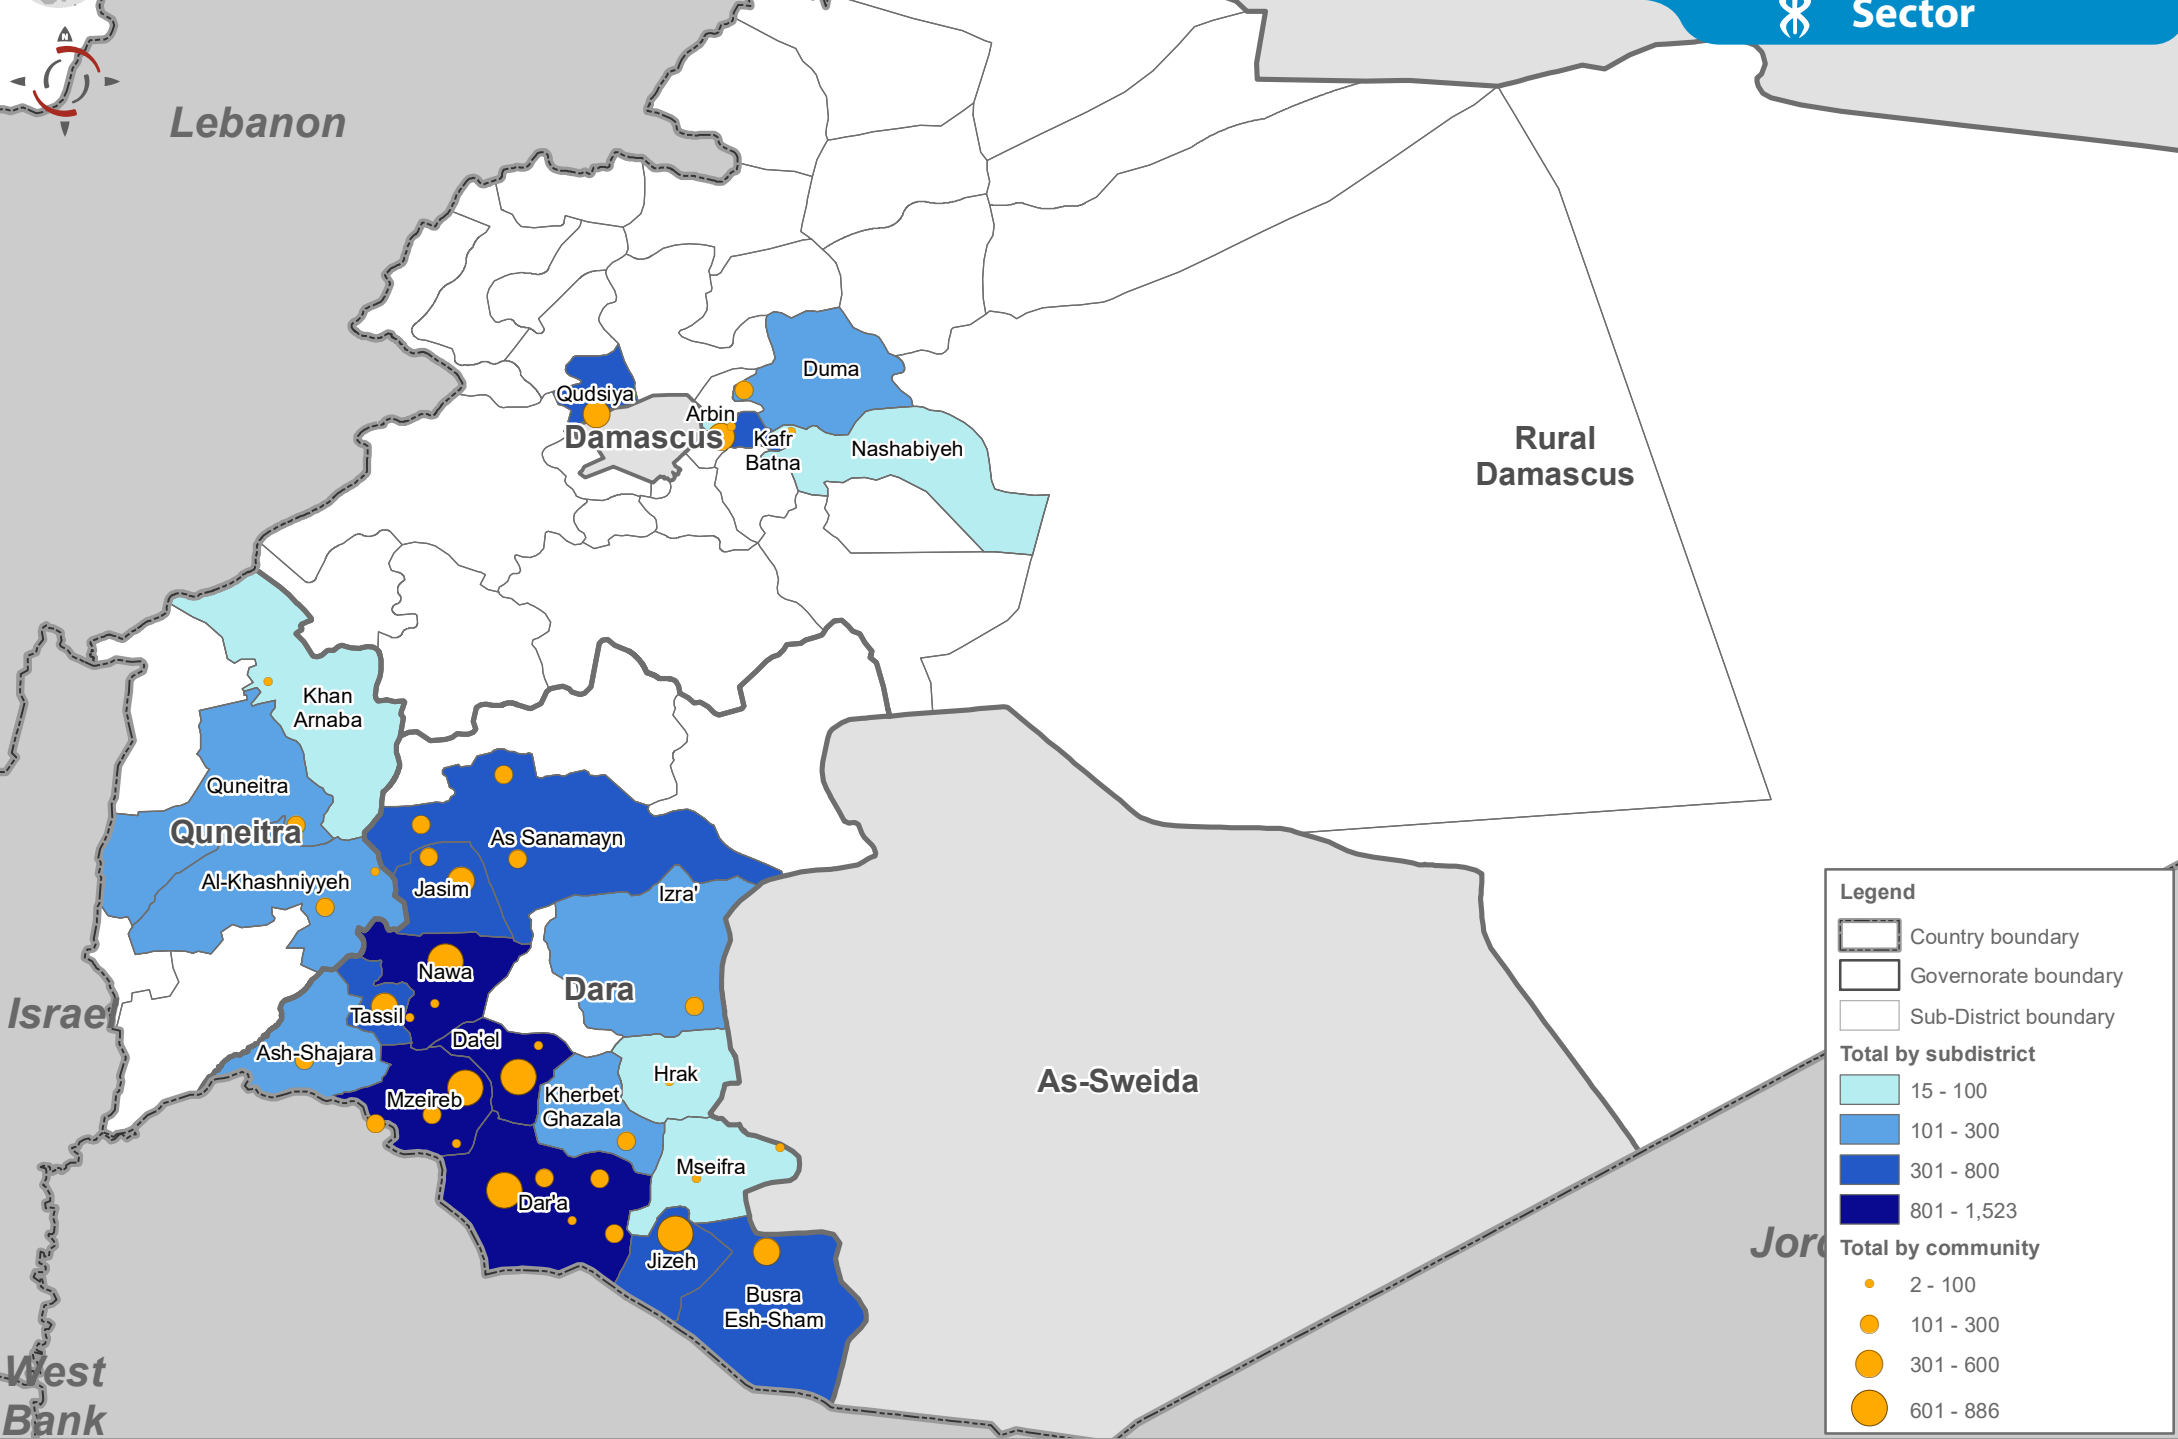 Sector
N
Lebanon
Duma
Qudsiya
Arbin
Damascus
Kafr
Batna
Nashabiyeh
Rural
Damascus
Khan
Arnaba
Quneitra
Quneitra
As Sanamayn
Al-Khashniyyeh
Jasim
Izra'
Nawa
Dara
Israel
Tassil
Da'el
Ash-Shajara
Hrak
Mzeireb
Kherbet
Ghazala
As-Sweida
Mseifra
Dar'a
Jizeh
Busra
Esh-Sham
West
Bank
Jor
Legend
Country boundary
Governorate boundary
Sub-District boundary
Total by subdistrict
15 - 100
101 - 300
301 - 800
801 - 1,523
Total by community
2 - 100
101 - 300
301 - 600
601 - 886